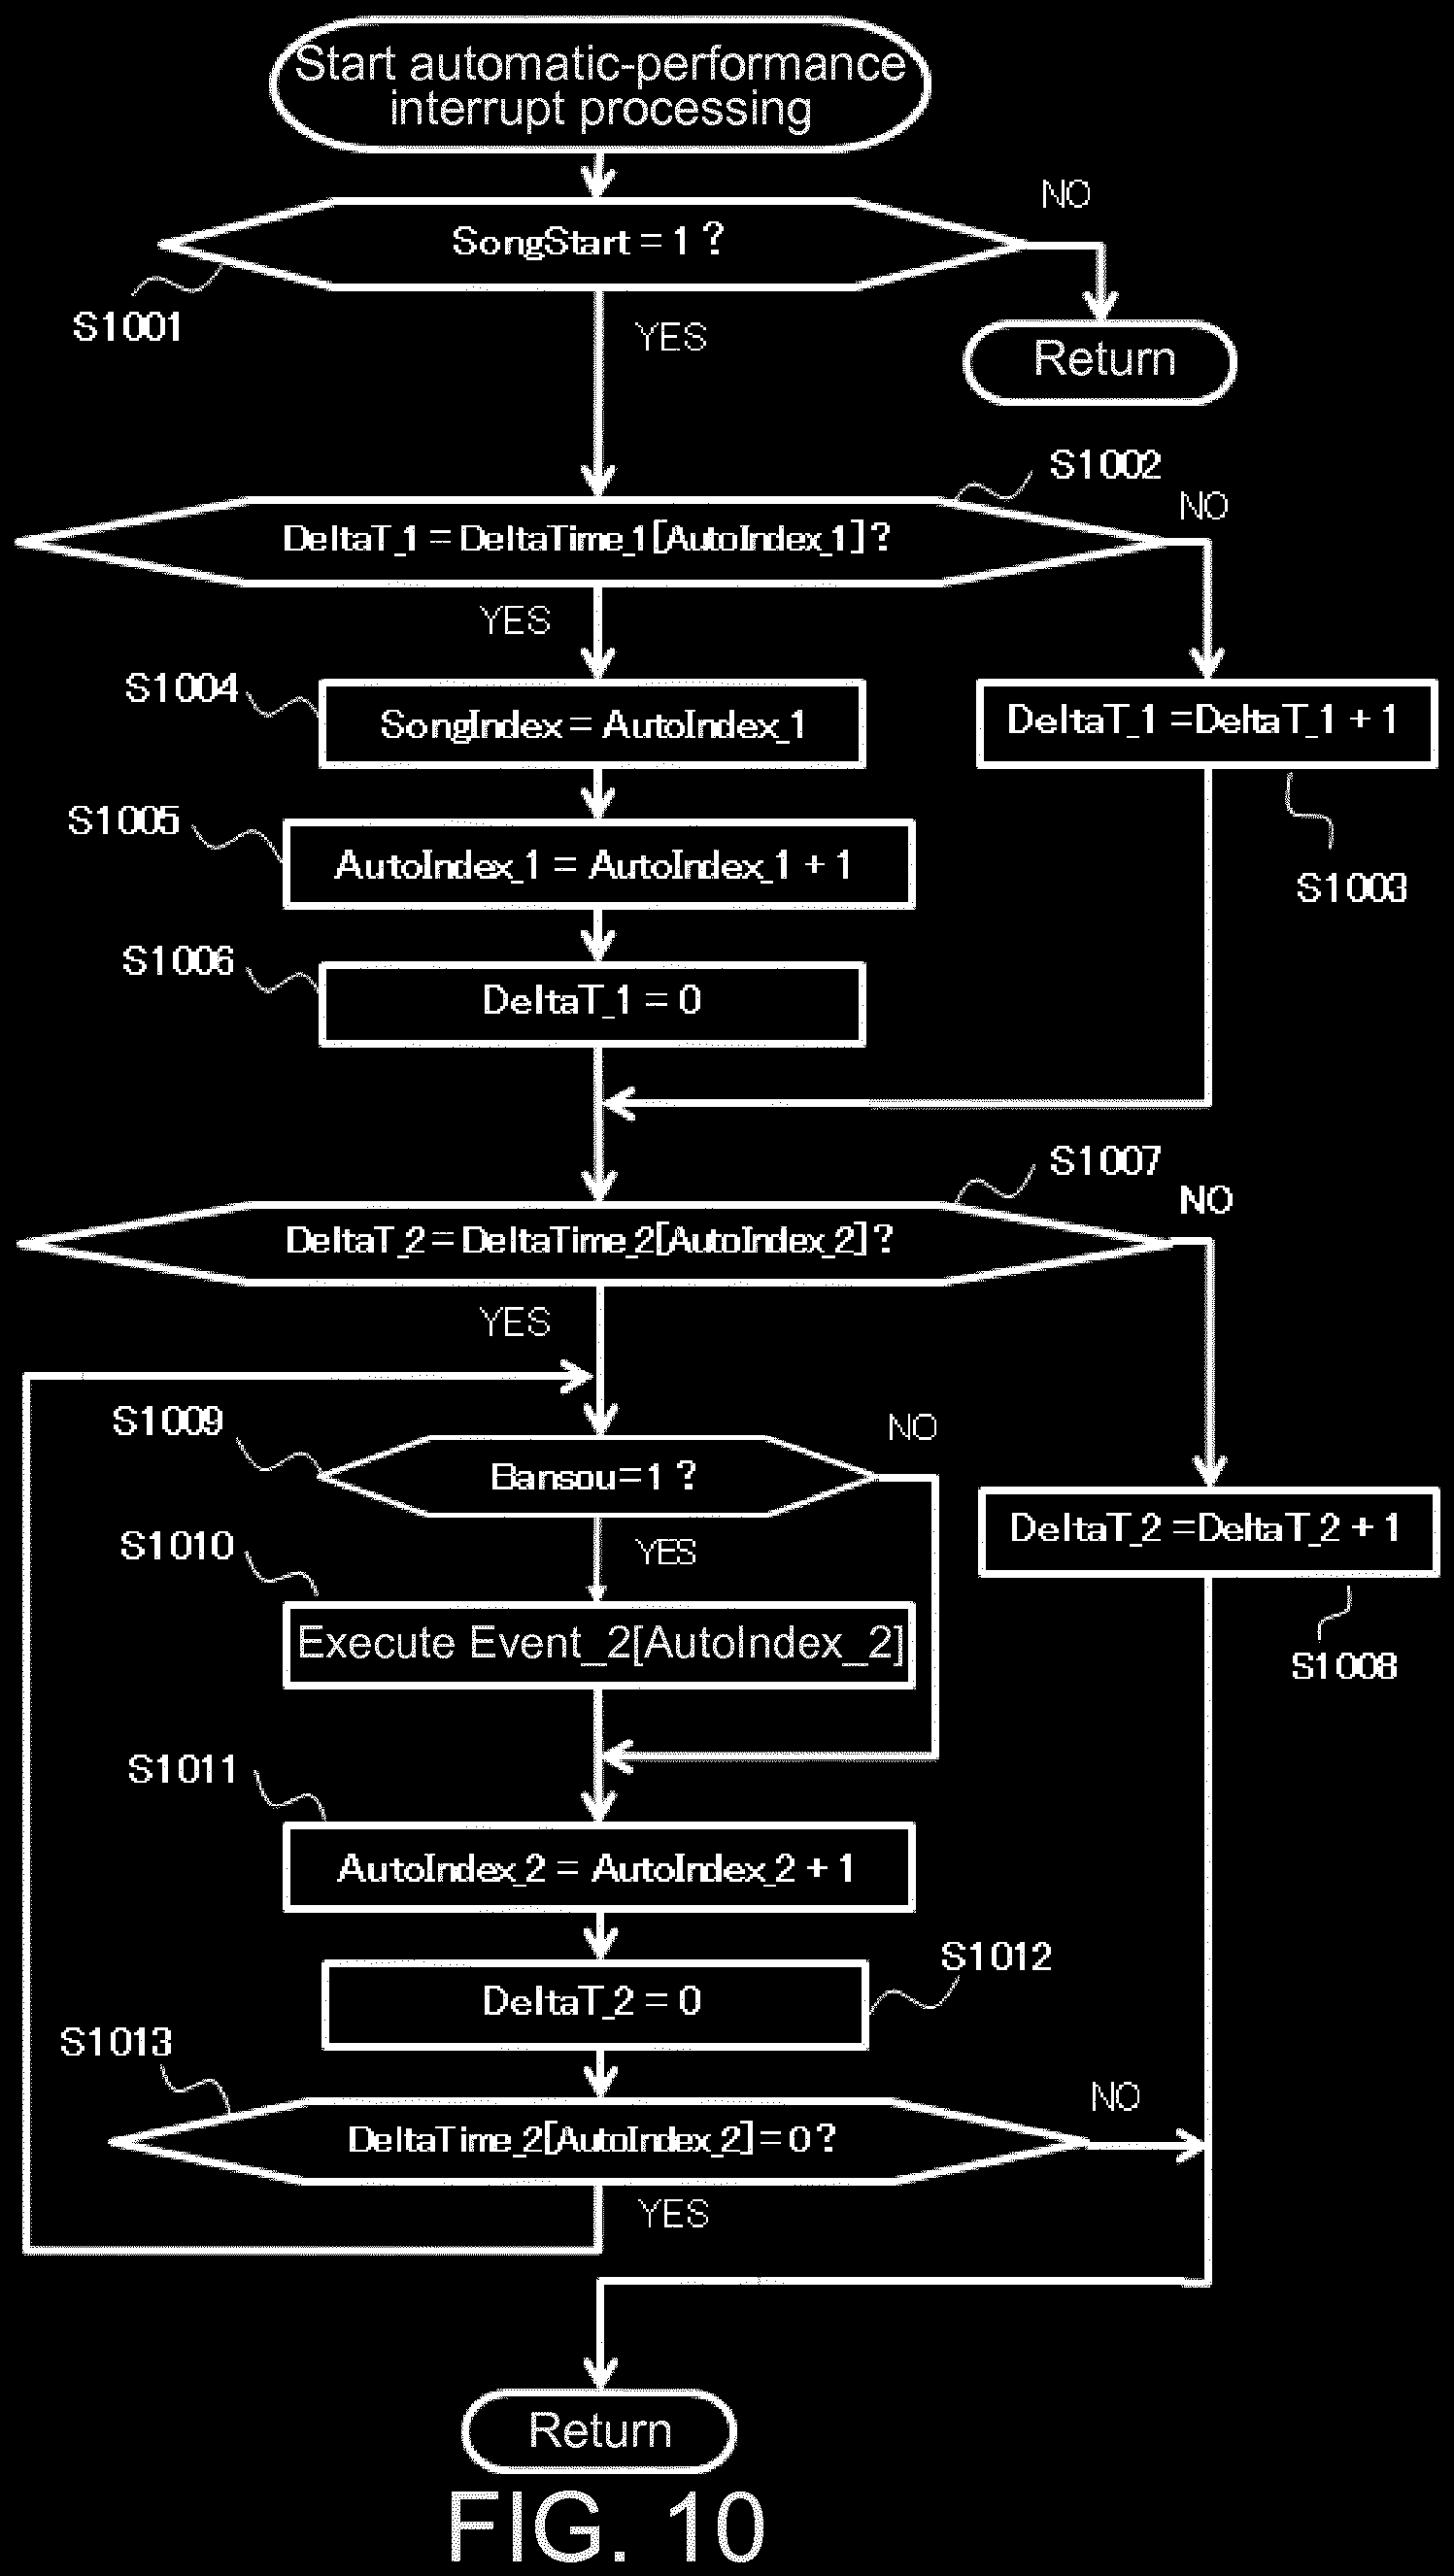 Start automatic-performance
interrupt processing
NO
SongStart = 1 ?
S1001
YES
Return
S1002
NO
DeltaT_1 = DeltaTime_1[AutoIndex_1]?
YES
S1004
SongIndex = AutoIndex_1
DeltaT_1 =DeltaT_1 + 1
S1005
AutoIndex_1 = AutoIndex_1 + 1
S1003
S1006
DeltaT_1 = 0
S1007
NO
DeltaT_2 = DeltaTime_2[AutoIndex_2]?
YES
S1009
NO
Bansou=1 ?
DeltaT_2 =DeltaT_2 + 1
S1010
YES
Execute Event_2[AutoIndex_2]
S1008
S1011
AutoIndex_2 = AutoIndex_2 + 1
S1012
DeltaT_2 = 0
S1013
NO
DeltaTime_2[AutoIndex_2]=0?
YES
Return
FIG. 10